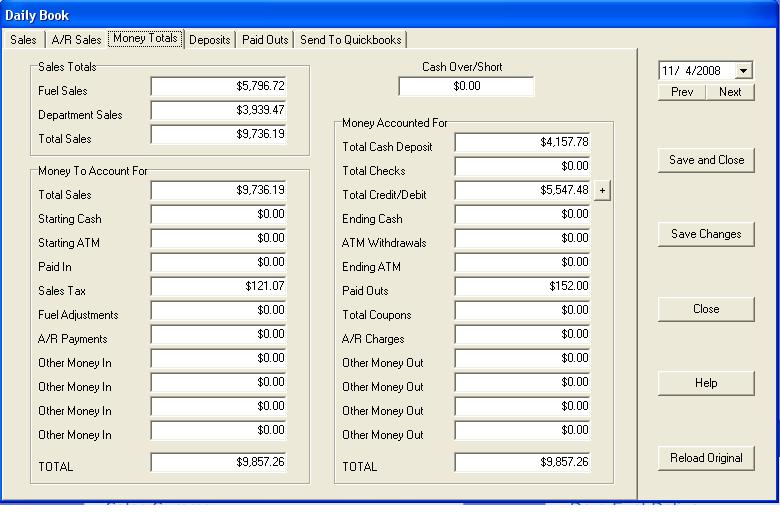 Daily Book
Sales A/R Sales Money Totals Deposits Paid Outs Send To Quickbooks
Sales Totals
Fuel Sales $5,796.72
Department Sales $3,939.47
Total Sales $9,736.19
Money To Account For
Total Sales $9,736.19
Starting Cash $0.00
Starting ATM $0.00
Paid In $0.00
Sales Tax $121.07
Fuel Adjustments $0.00
A/R Payments $0.00
Other Money In $0.00
Other Money In $0.00
Other Money In $0.00
Other Money In $0.00
TOTAL $9,857.26
Cash Over/Short
$0.00
Money Accounted For
Total Cash Deposit $4,157.78
Total Checks $0.00
Total Credit/Debit $5,547.48 +
Ending Cash $0.00
ATM Withdrawals $0.00
Ending ATM $0.00
Paid Outs $152.00
Total Coupons $0.00
A/R Charges $0.00
Other Money Out $0.00
Other Money Out $0.00
Other Money Out $0.00
Other Money Out $0.00
TOTAL $9,857.26
11/ 4/2008
Prev Next
Save and Close
Save Changes
Close
Help
Reload Original